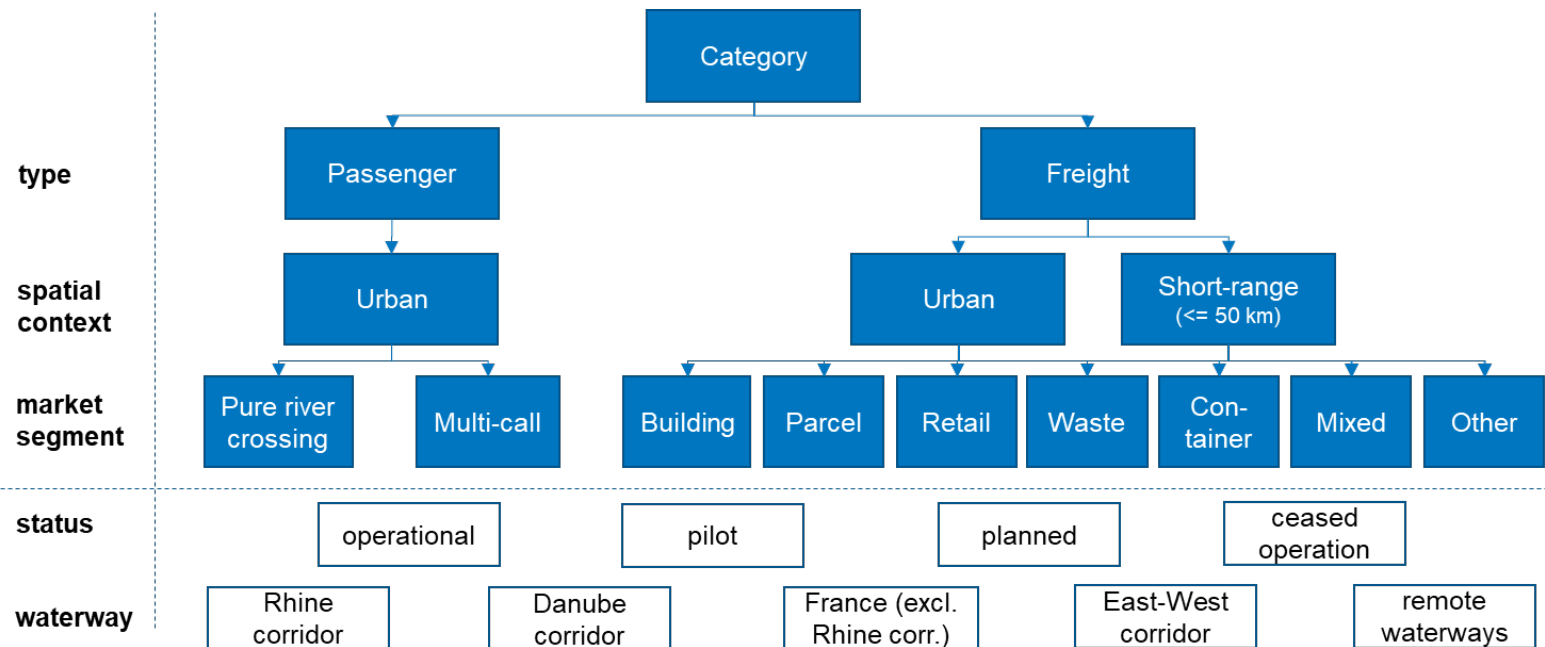 Category
type
Passenger
Freight
spatial
context
Urban
Urban
Short-range
(<= 50 km)
market
segment
Pure river
crossing
Multi-call
Building
Parcel
Retail
Waste
Con-
tainer
Mixed
Other
status
operational
pilot
planned
ceased
operation
waterway
Rhine
corridor
Danube
corridor
France (excl.
Rhine corr.)
East-West
corridor
remote
waterways